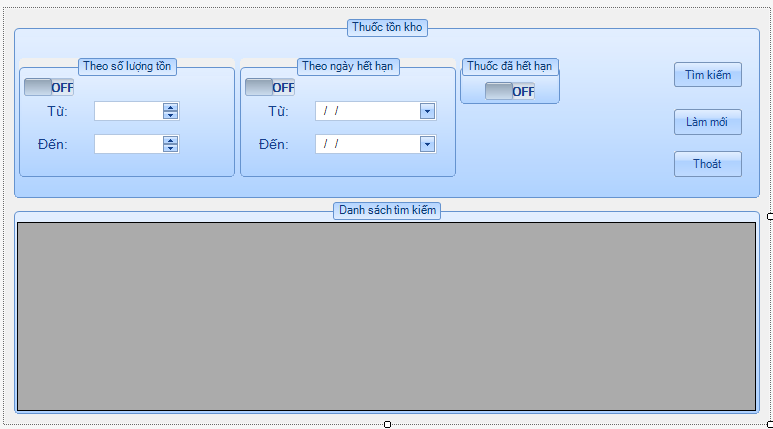 Thuốc tồn kho
Theo số lượng tồn
OFF
Từ:
Đến:
Theo ngày hết hạn
OFF
Từ: / /
Đến: / /
Thuốc đã hết hạn
OFF
Tìm kiếm
Làm mới
Thoát
Danh sách tìm kiếm